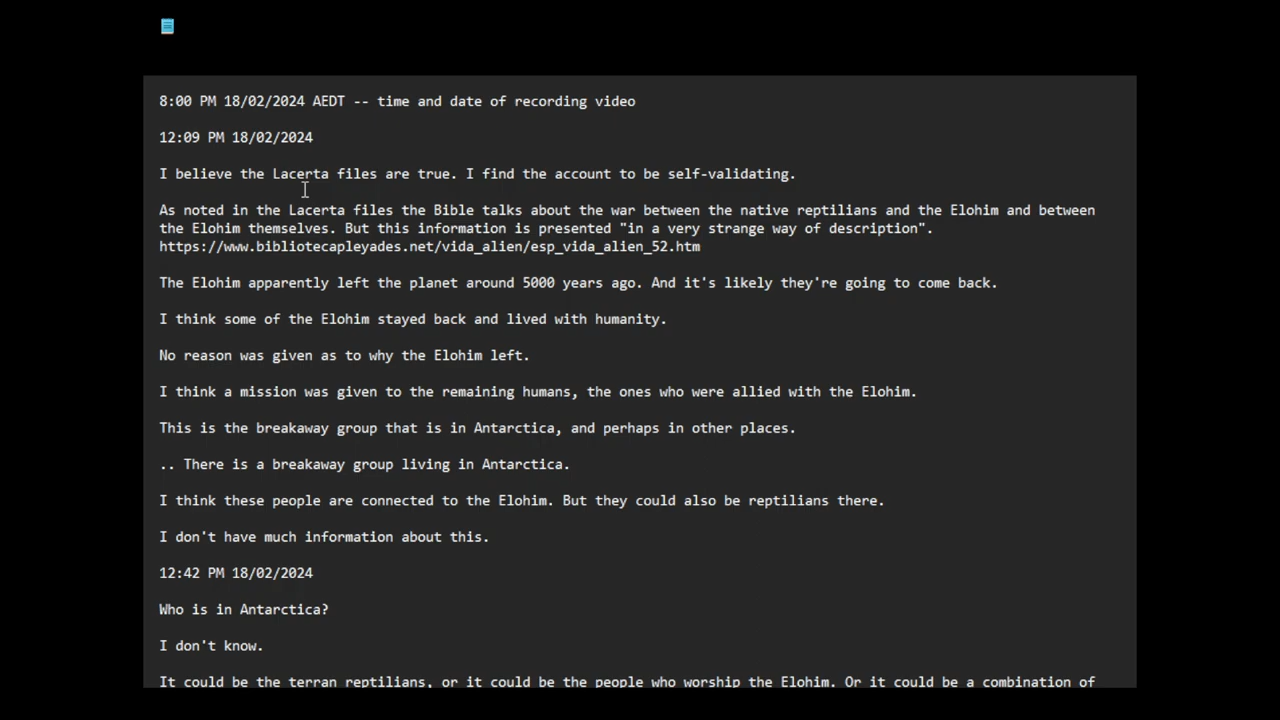 8:00 PM 18/02/2024 AEDT -- time and date of recording video
12:09 PM 18/02/2024
I believe the Lacerta files are true. I find the account to be self-validating.
As noted in the Lacerta files the Bible talks about the war between the native reptilians and the Elohim and between
the Elohim themselves. But this information is presented "in a very strange way of description".
https://www.bibliotecapleyades.net/vida_alien/esp_vida_alien_52.htm
The Elohim apparently left the planet around 5000 years ago. And it's likely they're going to come back.
I think some of the Elohim stayed back and lived with humanity.
No reason was given as to why the Elohim left.
I think a mission was given to the remaining humans, the ones who were allied with the Elohim.
This is the breakaway group that is in Antarctica, and perhaps in other places.
.. There is a breakaway group living in Antarctica.
I think these people are connected to the Elohim. But they could also be reptilians there.
I don't have much information about this.
12:42 PM 18/02/2024
Who is in Antarctica?
I don't know.
It could be the terran reptilians, or it could be the people who worship the Elohim. Or it could be a combination of